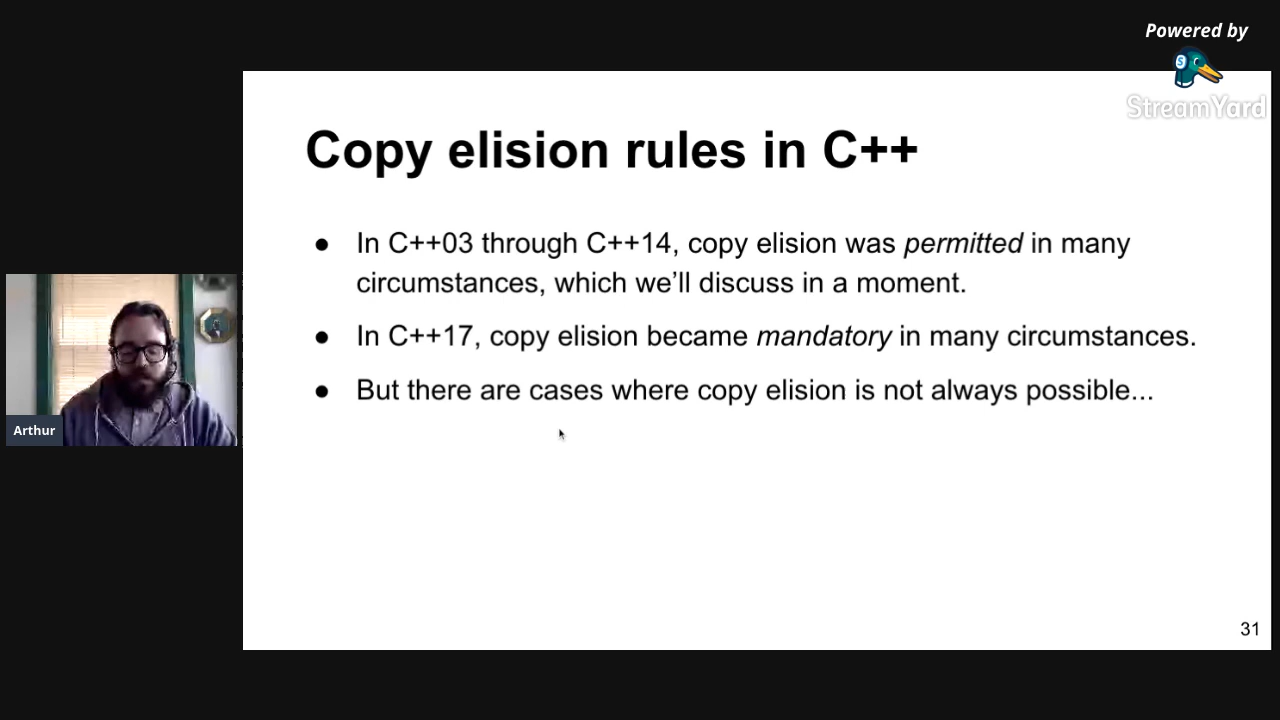 Powered by
StreamYard
Copy elision rules in C++
● In C++03 through C++14, copy elision was permitted in many
circumstances, which we’ll discuss in a moment.
● In C++17, copy elision became mandatory in many circumstances.
● But there are cases where copy elision is not always possible...
Arthur
31